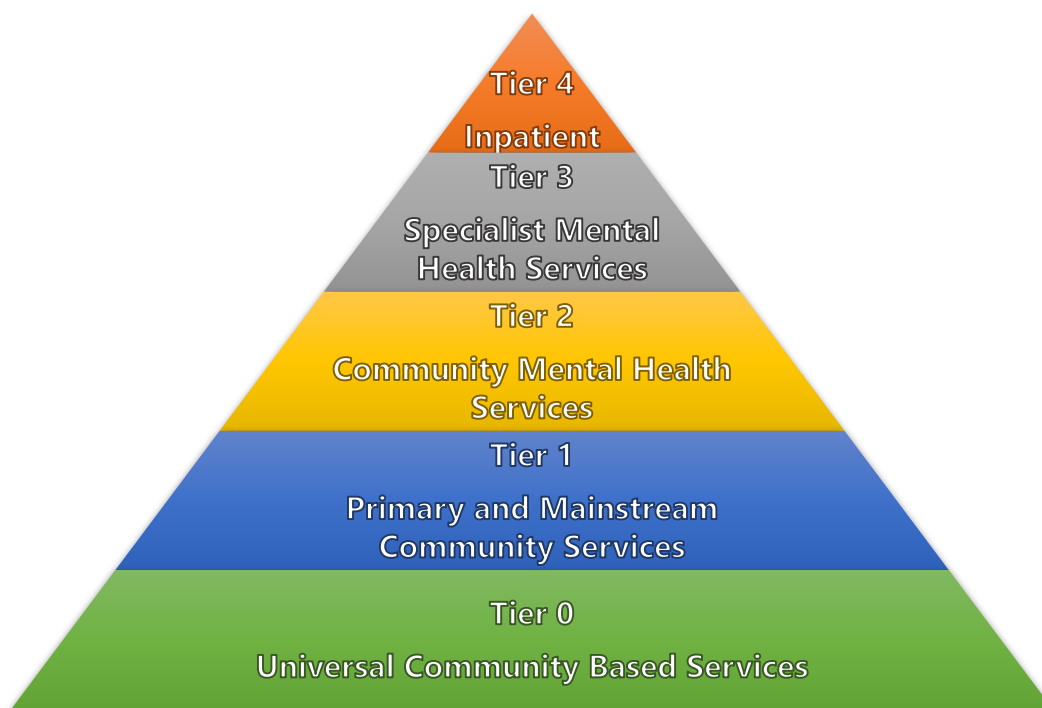 Tier 4
Inpatient
Tier 3
Specialist Mental
Health Services
Tier 2
Community Mental Health
Services
Tier 1
Primary and Mainstream
Community Services
Tier 0
Universal Community Based Services